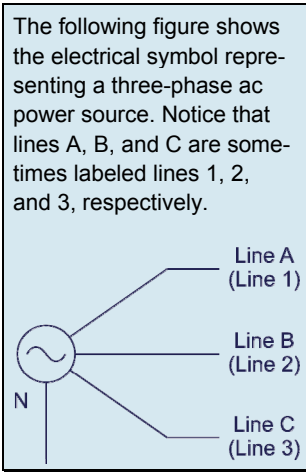 The following figure shows
the electrical symbol repre-
senting a three-phase ac
power source. Notice that
lines A, B, and C are some-
times labeled lines 1, 2,
and 3, respectively.
Line A
(Line 1)
Line B
(Line 2)
N
Line C
(Line 3)